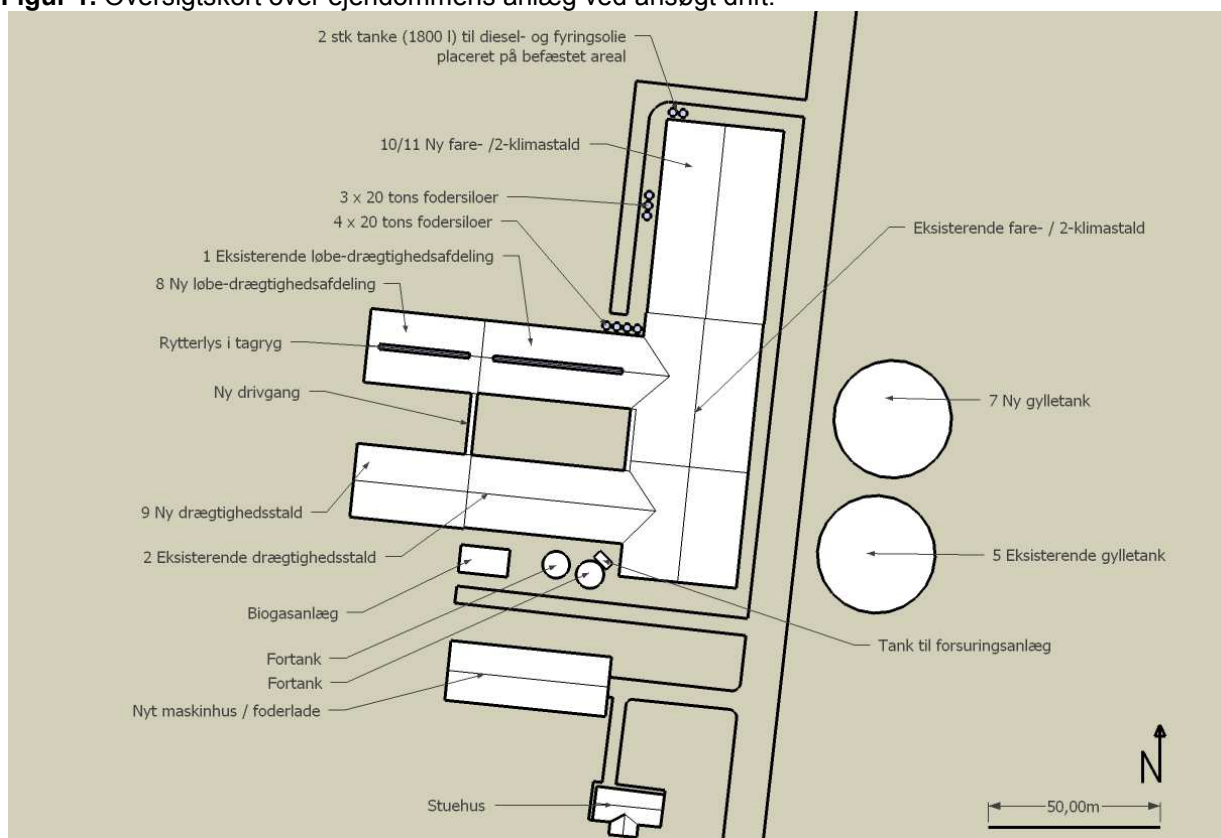 Figur 1. Oversigtskort over ejendommens anlæg ved ansøgt drift.
2 stk tanke (1800 l) til diesel- og fyringsolie
placeret på befæstet areal
10/11 Ny fare- /2-klimastald
3 x 20 tons fodersiloer
4 x 20 tons fodersiloer
Eksisterende fare- / 2-klimastald
1 Eksisterende løbe-drægtighedsafdeling
8 Ny løbe-drægtighedsafdeling
Rytterlys i tagryg
Ny drivgang
7 Ny gylletank
9 Ny drægtighedsstald
2 Eksisterende drægtighedsstald
5 Eksisterende gylletank
Biogasanlæg
Tank til forsuringsanlæg
Fortank
Fortank
Nyt maskinhus / foderlade
N
Stuehus
50,00m